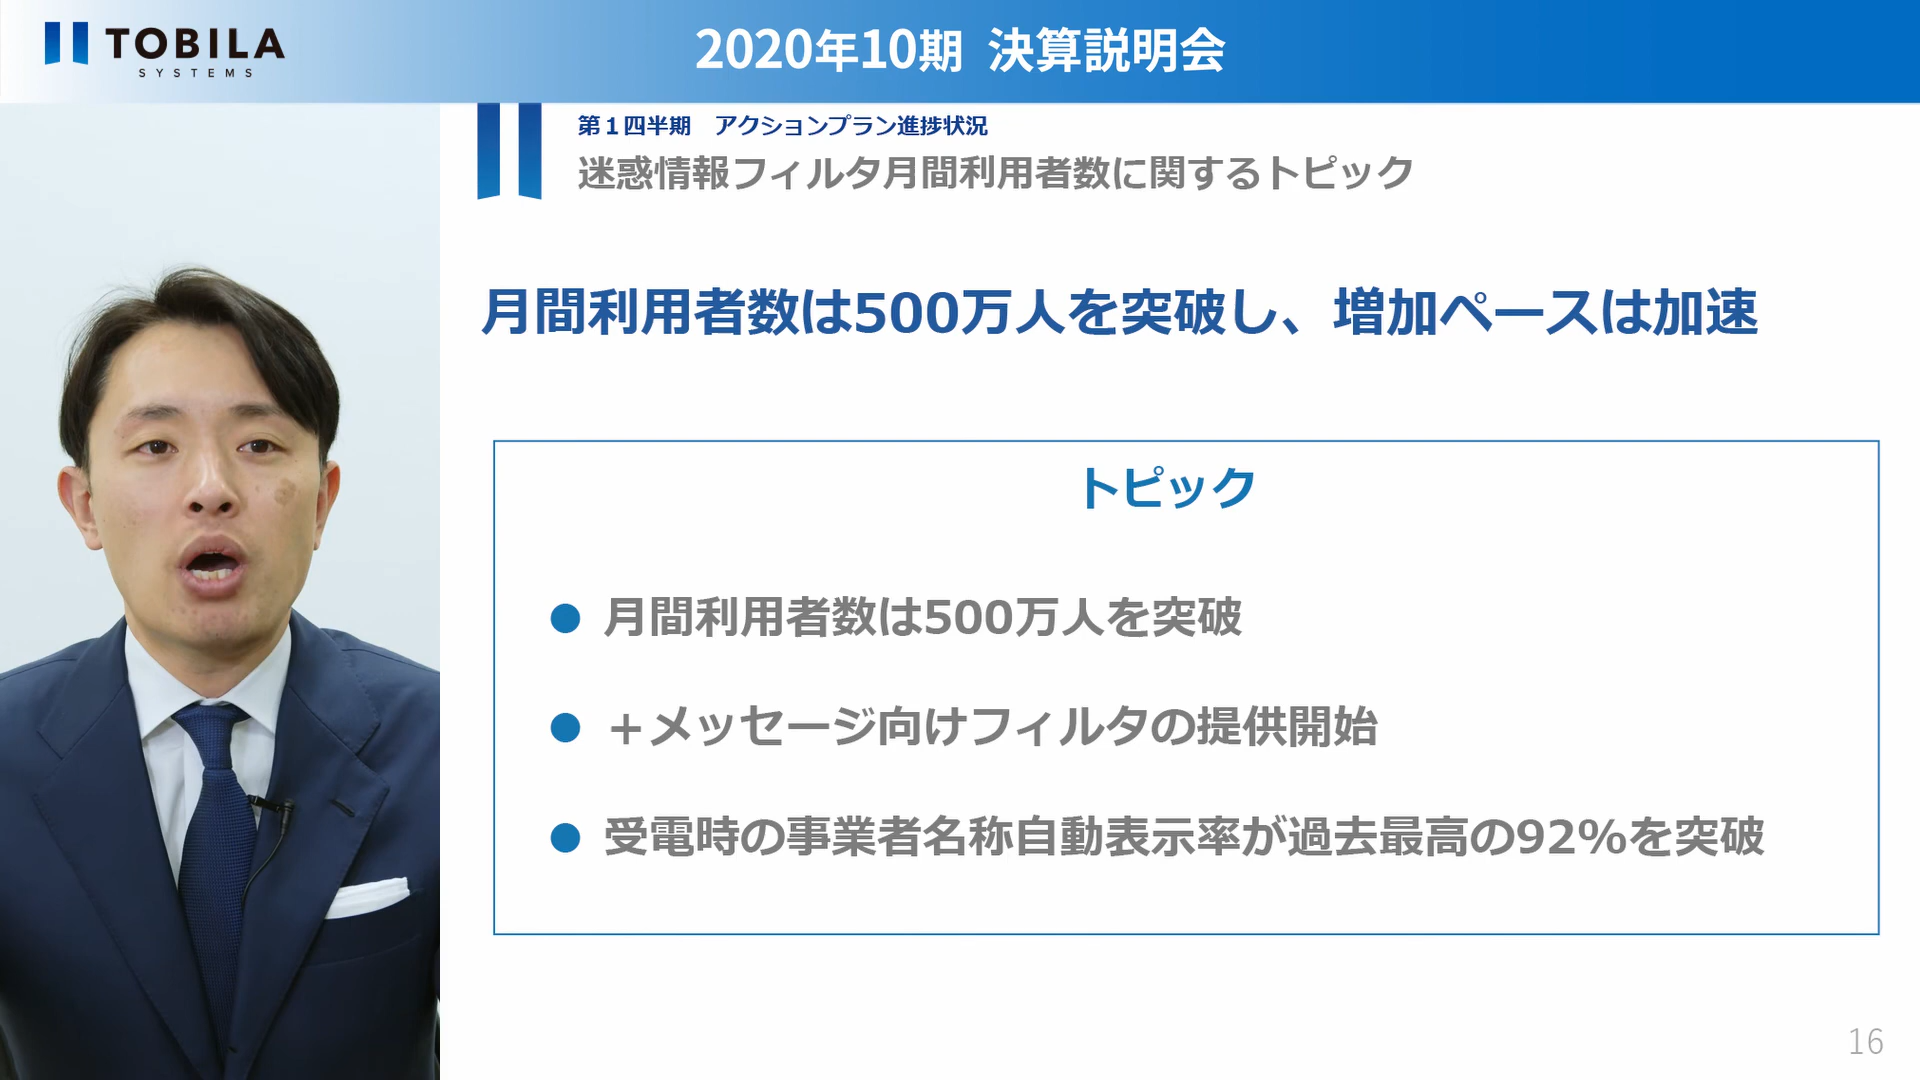 TOBILA
SYSTEMS
2020年10期 決算説明会
第１四半期　アクションプラン進捗状況
迷惑情報フィルタ月間利用者数に関するトピック
月間利用者数は500万人を突破し、増加ペースは加速
トピック
● 月間利用者数は500万人を突破
● ＋メッセージ向けフィルタの提供開始
● 受電時の事業者名称自動表示率が過去最高の92%を突破
16